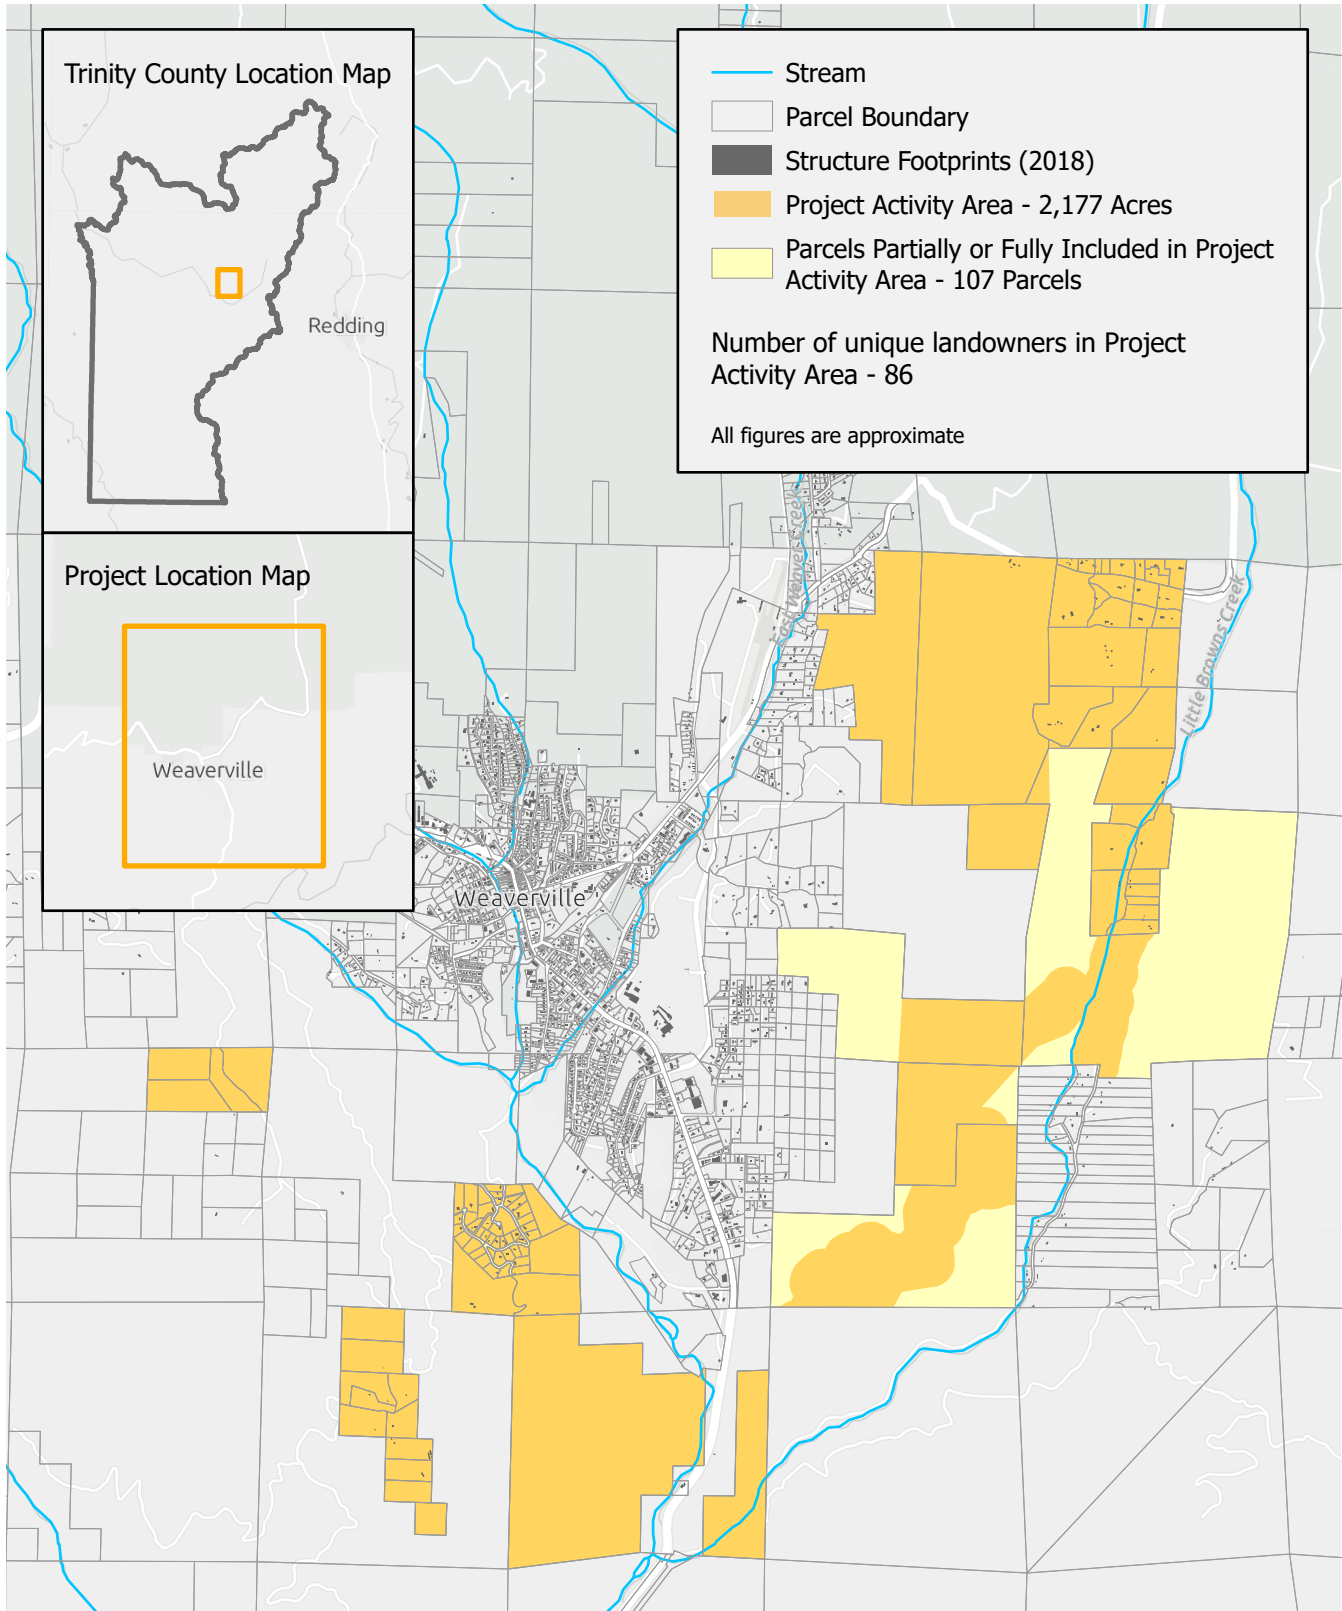 Trinity County Location Map
Redding
Project Location Map
Weaverville
Stream
Parcel Boundary
Structure Footprints (2018)
Project Activity Area - 2,177 Acres
Parcels Partially or Fully Included in Project
Activity Area - 107 Parcels
Number of unique landowners in Project
Activity Area - 86
All figures are approximate
East Weaver Creek
Little Browns Creek
Weaverville